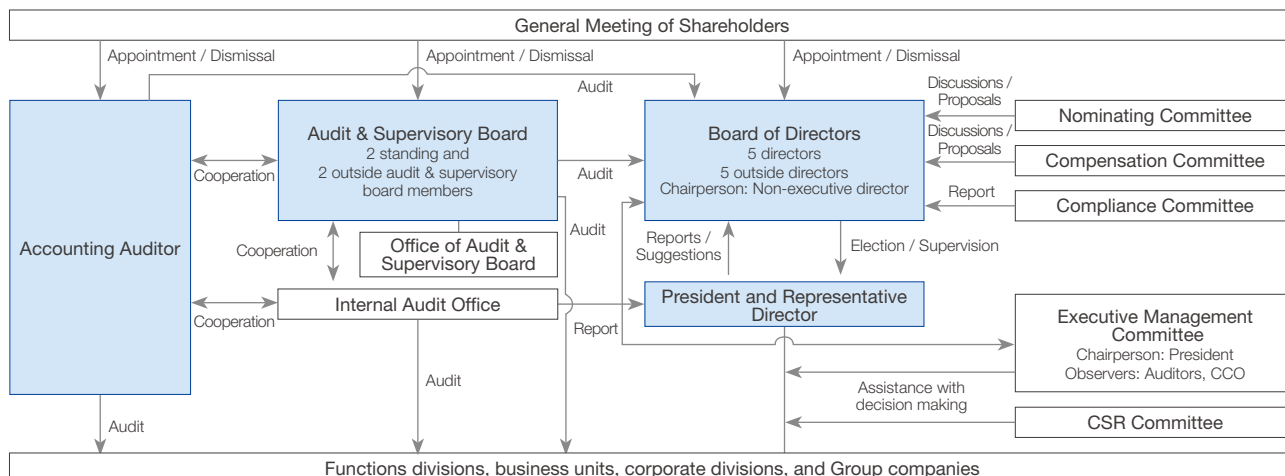 General Meeting of Shareholders
Appointment / Dismissal
Appointment / Dismissal
Appointment / Dismissal
Audit
Discussions /
Proposals
Nominating Committee
Discussions /
Proposals
Compensation Committee
Report
Compliance Committee
Accounting Auditor
Cooperation
Audit & Supervisory Board
2 standing and
2 outside audit & supervisory
board members
Audit
Board of Directors
5 directors
5 outside directors
Chairperson: Non-executive director
Cooperation
Office of Audit &
Supervisory Board
Audit
Reports /
Suggestions
Election / Supervision
Cooperation
Internal Audit Office
Report
President and Representative
Director
Executive Management
Committee
Chairperson: President
Observers: Auditors, CCO
Audit
Audit
Assistance with
decision making
CSR Committee
Functions divisions, business units, corporate divisions, and Group companies